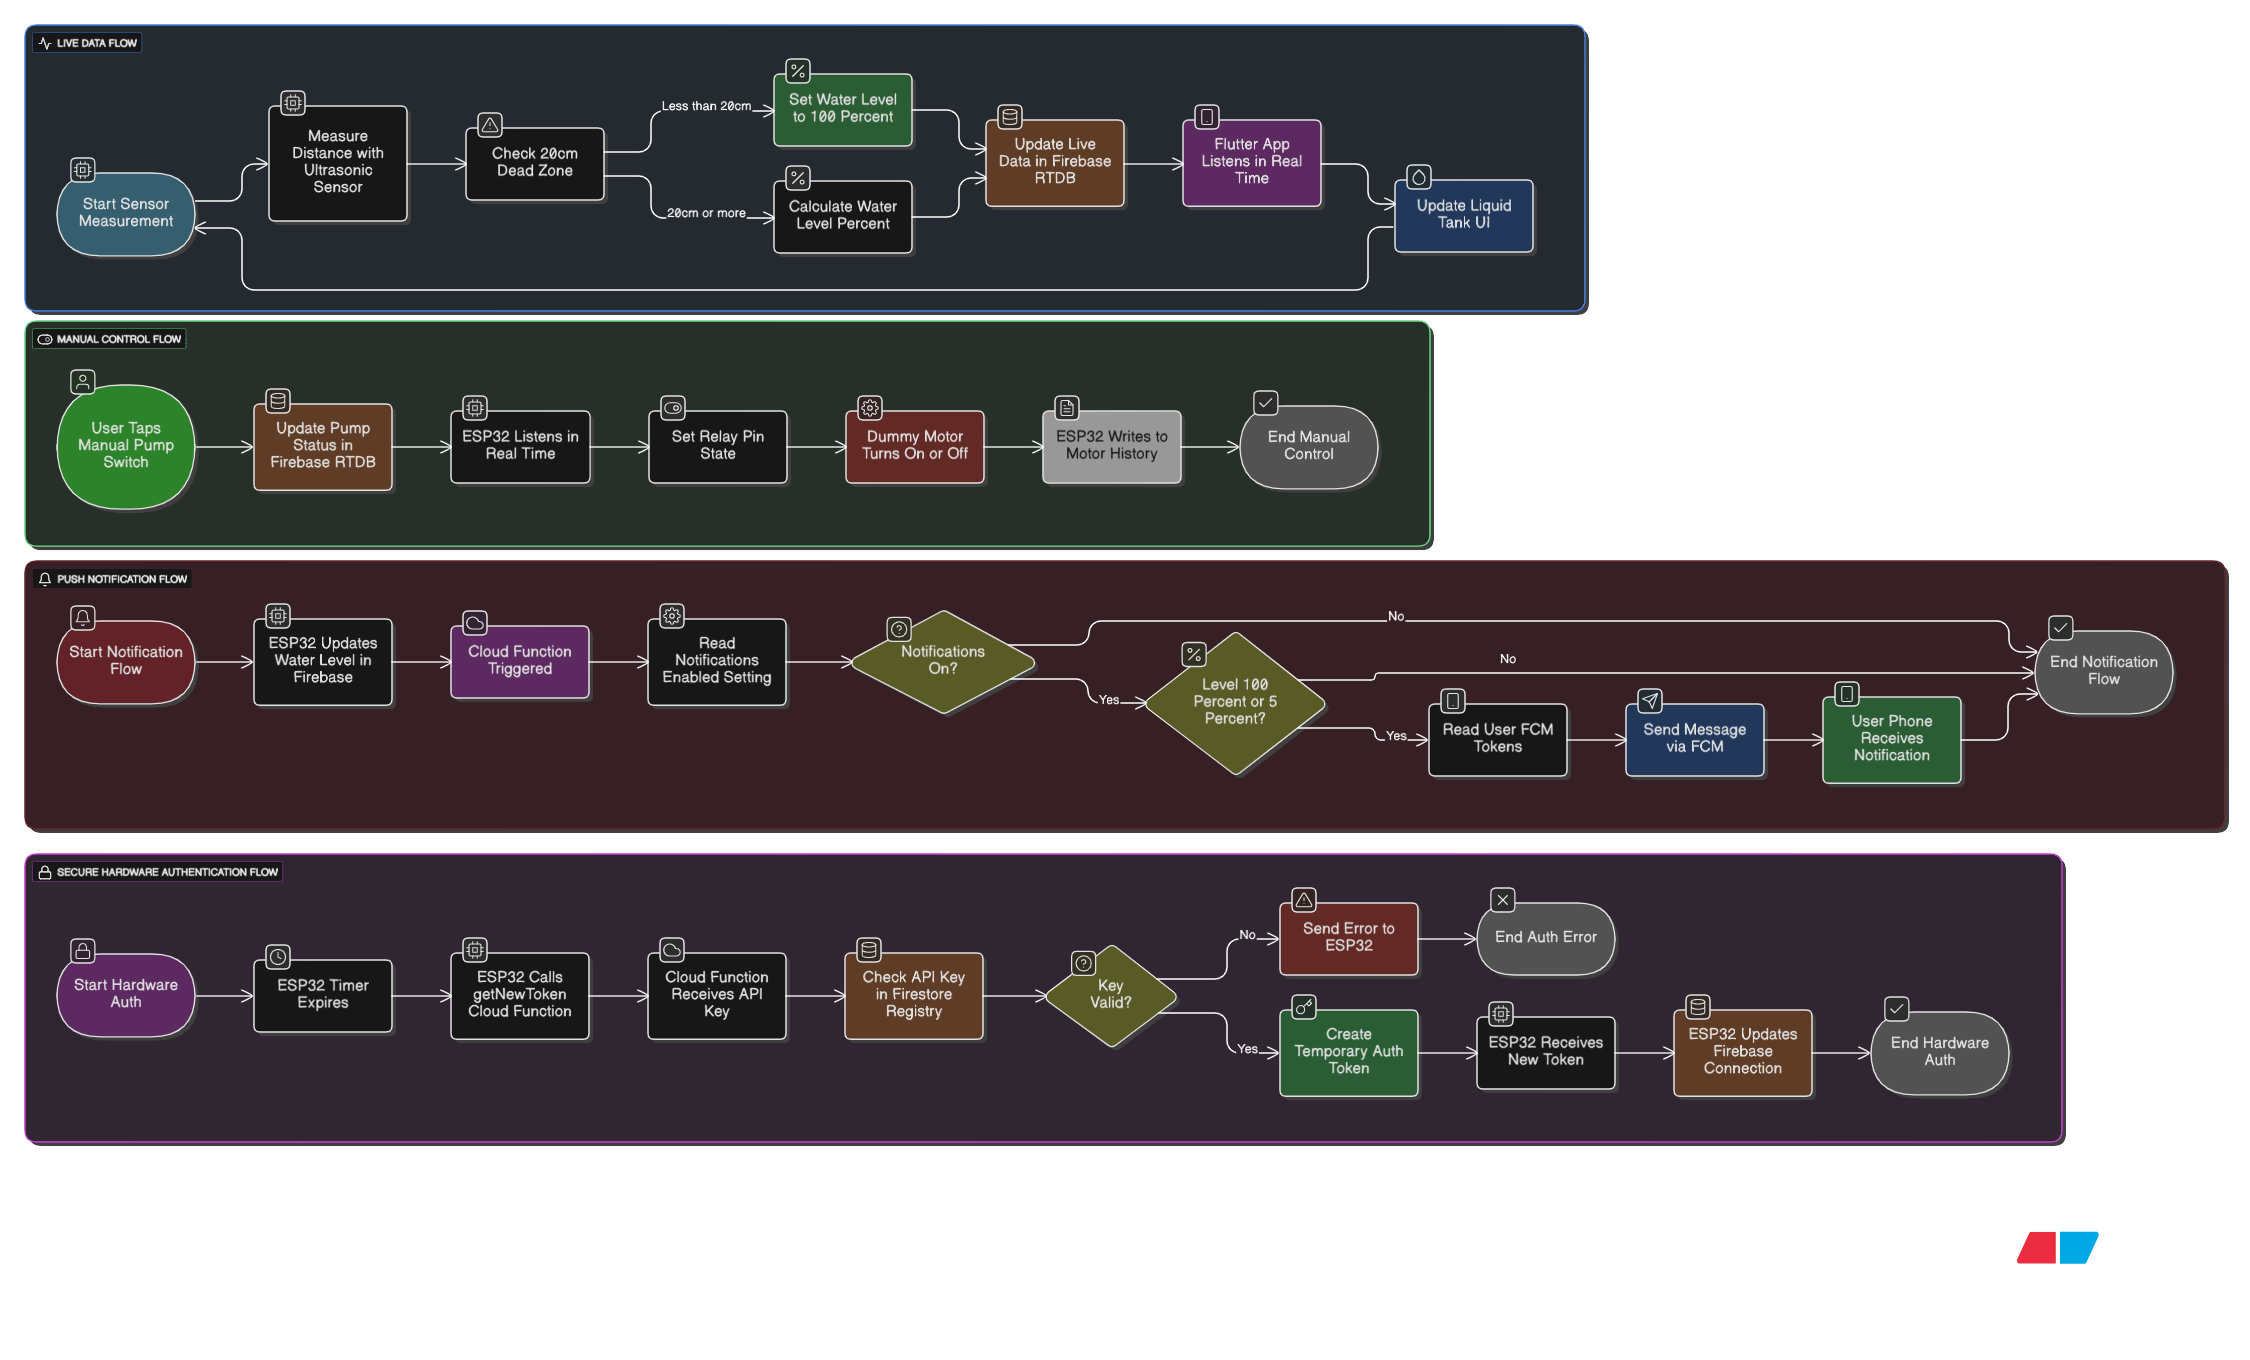 LIVE DATA FLOW
Start Sensor
Measurement
Measure
Distance with
Ultrasonic
Sensor
Check 20cm
Dead Zone
Less than 20cm
20cm or more
Set Water Level
to 100 Percent
Calculate Water
Level Percent
Update Live
Data in Firebase
RTDB
Flutter App
Listens in Real
Time
Update Liquid
Tank UI
MANUAL CONTROL FLOW
User Taps
Manual Pump
Switch
Update Pump
Status in
Firebase RTDB
ESP32 Listens in
Real Time
Set Relay Pin
State
Dummy Motor
Turns On or Off
ESP32 Writes to
Motor History
End Manual
Control
PUSH NOTIFICATION FLOW
Start Notification
Flow
ESP32 Updates
Water Level in
Firebase
Cloud Function
Triggered
Read
Notifications
Enabled Setting
Notifications
On?
No
Yes
Level 100
Percent or 5
Percent?
No
Yes
Read User FCM
Tokens
Send Message
via FCM
User Phone
Receives
Notification
End Notification
Flow
SECURE HARDWARE AUTHENTICATION FLOW
Start Hardware
Auth
ESP32 Timer
Expires
ESP32 Calls
getNewToken
Cloud Function
Cloud Function
Receives API
Key
Check API Key
in Firestore
Registry
Key
Valid?
No
Send Error to
ESP32
End Auth Error
Yes
Create
Temporary Auth
Token
ESP32 Receives
New Token
ESP32 Updates
Firebase
Connection
End Hardware
Auth